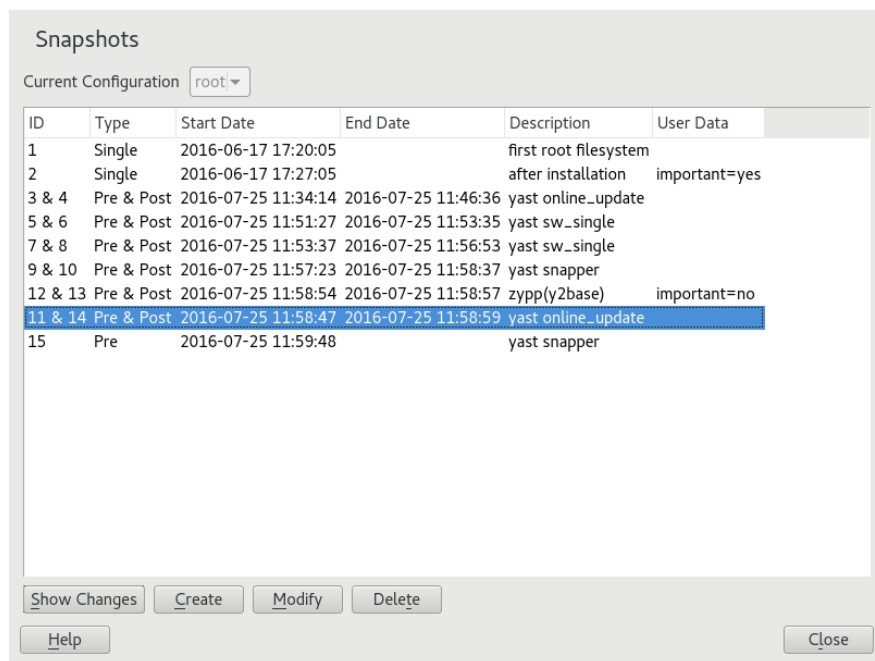 Snapshots
Current Configuration root
ID Type Start Date End Date Description User Data
1 Single 2016-06-17 17:20:05 first root filesystem
2 Single 2016-06-17 17:27:05 after installation important=yes
3 & 4 Pre & Post 2016-07-25 11:34:14 2016-07-25 11:46:36 yast online_update
5 & 6 Pre & Post 2016-07-25 11:51:27 2016-07-25 11:53:35 yast sw_single
7 & 8 Pre & Post 2016-07-25 11:53:37 2016-07-25 11:56:53 yast sw_single
9 & 10 Pre & Post 2016-07-25 11:57:23 2016-07-25 11:58:37 yast snapper
12 & 13 Pre & Post 2016-07-25 11:58:54 2016-07-25 11:58:57 zypp(y2base) important=no
11 & 14 Pre & Post 2016-07-25 11:58:47 2016-07-25 11:58:59 yast online_update
15 Pre 2016-07-25 11:59:48 yast snapper
Show Changes Create Modify Delete
Help Close